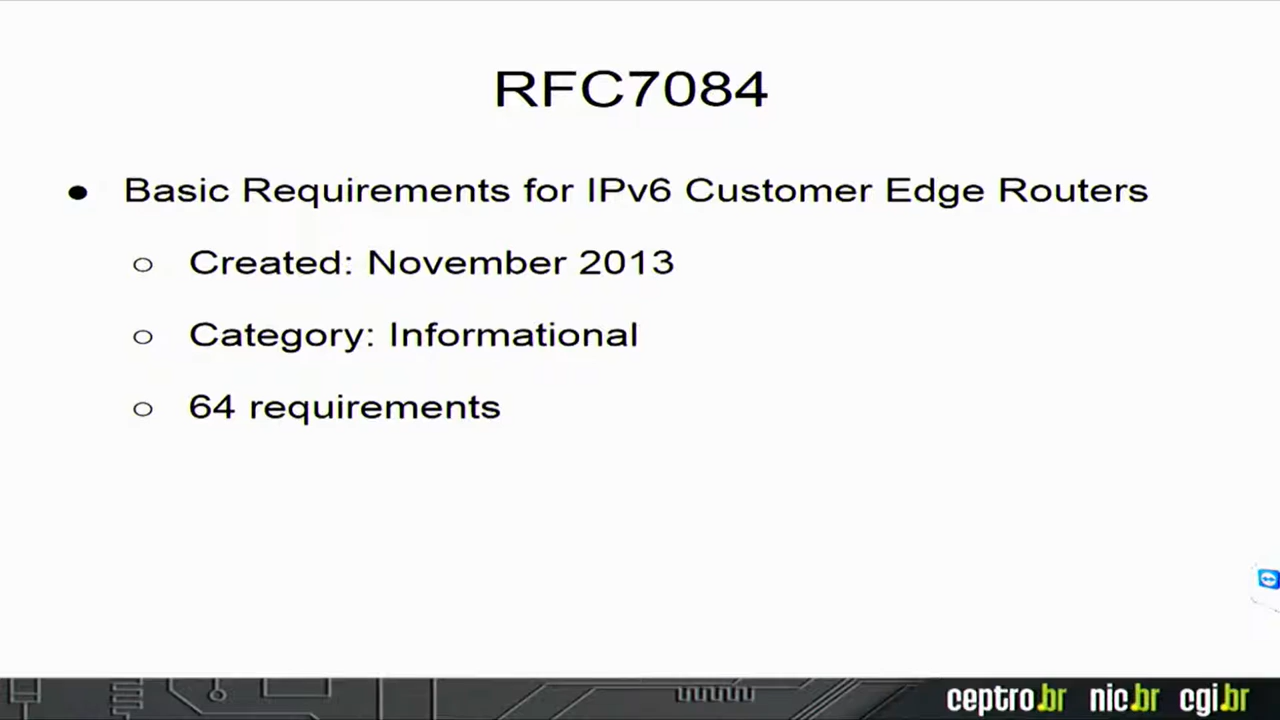 RFC7084
● Basic Requirements for IPv6 Customer Edge Routers
○ Created: November 2013
○ Category: Informational
○ 64 requirements
ceptro.br nic.br cgi.br